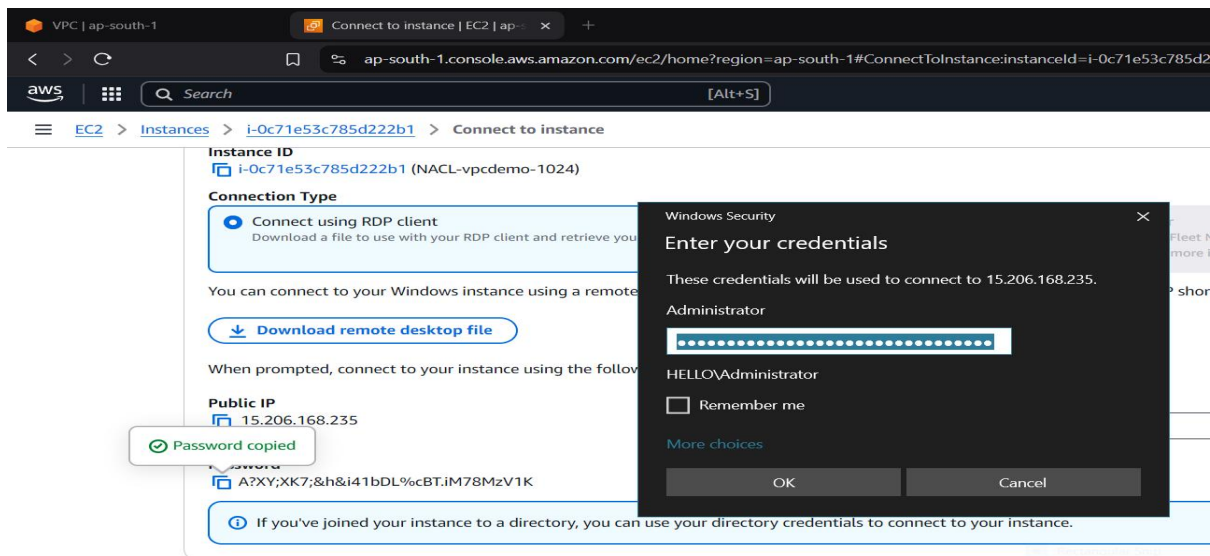 VPC | ap-south-1
Connect to instance | EC2 | ap-s
ap-south-1.console.aws.amazon.com/ec2/home?region=ap-south-1#ConnectToInstance:instanceId=i-0c71e53c785d2
aws
Search
[Alt+S]
EC2 > Instances > i-0c71e53c785d222b1 > Connect to instance
Instance ID
i-0c71e53c785d222b1 (NACL-vpcdemo-1024)
Connection Type
Connect using RDP client
Download a file to use with your RDP client and retrieve you
Fleet
more
You can connect to your Windows instance using a remote
Download remote desktop file
When prompted, connect to your instance using the follow
Public IP
15.206.168.235
Password copied
Password
A?XY;XK7;&h&i41bDL%cBT.iM78MzV1K
If you've joined your instance to a directory, you can use your directory credentials to connect to your instance.
Windows Security
Enter your credentials
These credentials will be used to connect to 15.206.168.235.
Administrator
HELLO\Administrator
Remember me
More choices
OK
Cancel